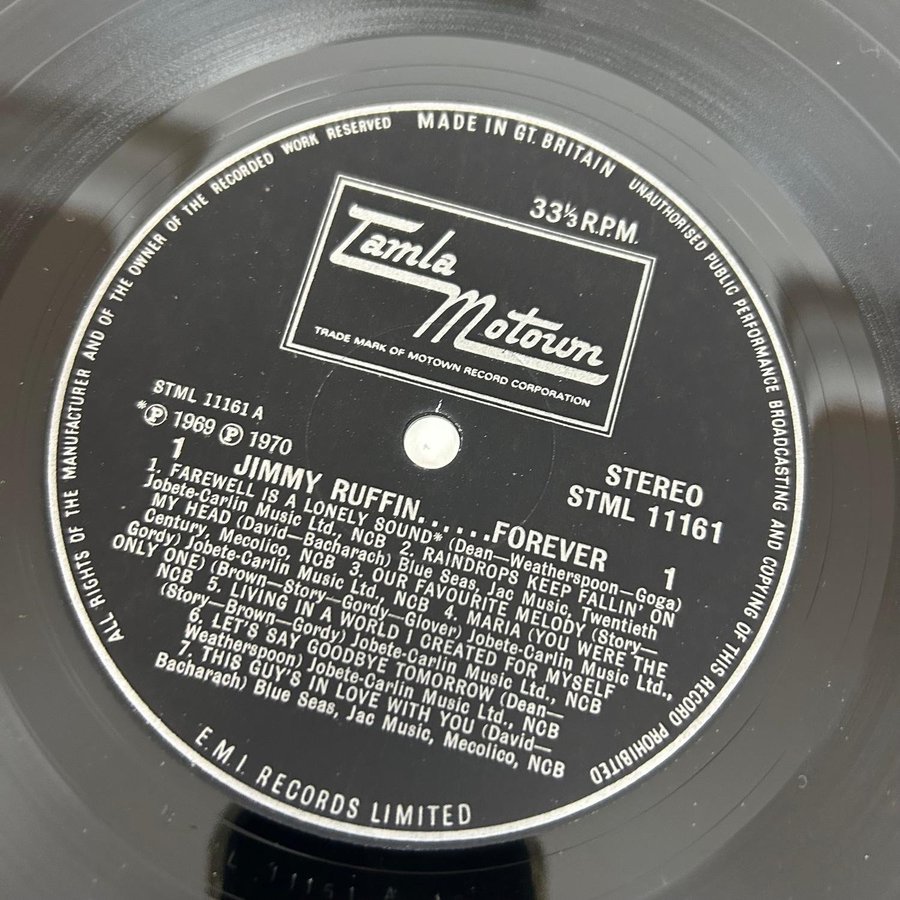 MADE IN GT. BRITAIN
UNAUTHORISED PUBLIC PERFORMANCE BROADCASTING AND COPYING OF THIS RECORD PROHIBITED
ALL RIGHTS OF THE MANUFACTURER AND OF THE OWNER OF THE RECORDED WORK RESERVED
33⅓ R.P.M.
Tamla
Motown
TRADE MARK OF MOTOWN RECORD CORPORATION
STML 11161 A
*Ⓟ 1969 Ⓟ 1970
STEREO
STML 11161
1 1
JIMMY RUFFIN......FOREVER
1. FAREWELL IS A LONELY SOUND* (Dean—Weatherspoon—Goga)
Jobete-Carlin Music Ltd., NCB 2. RAINDROPS KEEP FALLIN' ON
MY HEAD (David—Bacharach) Blue Seas, Jac Music, Twentieth
Century, Mecolico, NCB 3. OUR FAVOURITE MELODY (Story—
Gordy) Jobete-Carlin Music Ltd., NCB 4. MARIA (YOU WERE THE
ONLY ONE) (Brown—Story—Gordy—Glover) Jobete-Carlin Music Ltd.,
NCB 5. LIVING IN A WORLD I CREATED FOR MYSELF
(Story—Brown—Gordy) Jobete-Carlin Music Ltd., NCB
6. LET'S SAY GOODBYE TOMORROW (Dean—
Weatherspoon) Jobete-Carlin Music Ltd., NCB
7. THIS GUY'S IN LOVE WITH YOU (David—
Bacharach) Blue Seas, Jac Music, Mecolico, NCB
E.M.I. RECORDS LIMITED